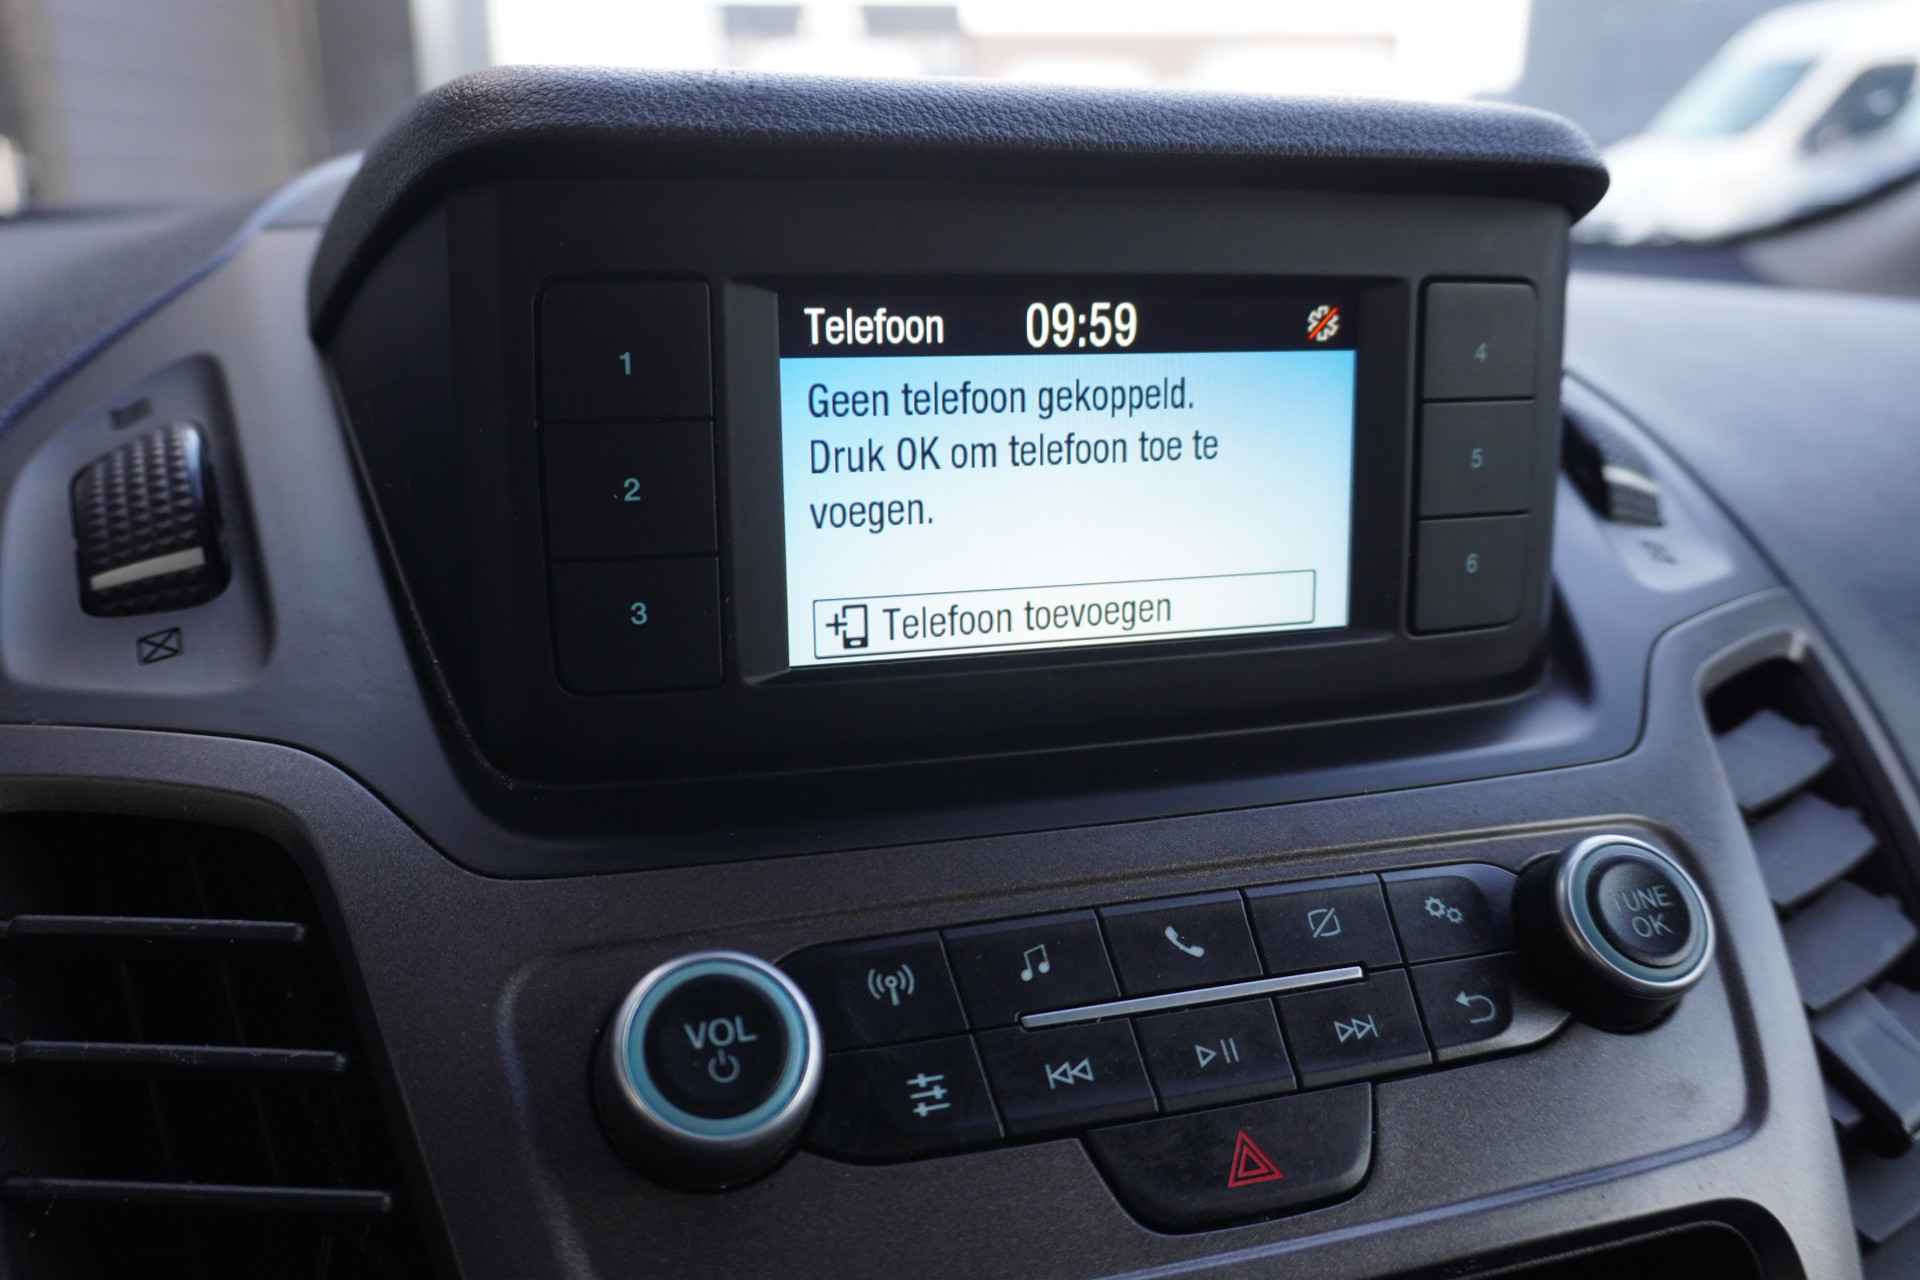 Telefoon 09:59
Geen telefoon gekoppeld.
Druk OK om telefoon toe te
voegen.
Telefoon toevoegen
1
2
3
4
5
6
VOL
TUNE
OK